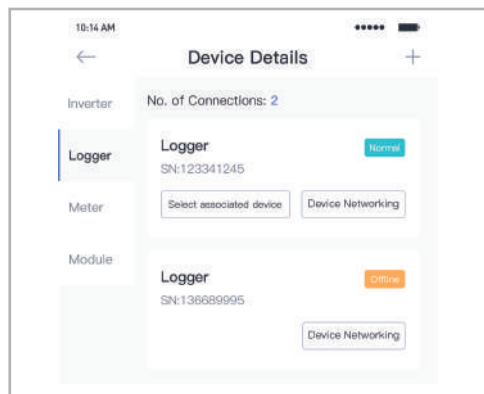 10:14 AM
Device Details
Inverter
No. of Connections: 2
Logger
Logger
Normal
SN:123341245
Select associated device
Device Networking
Meter
Module
Logger
Offline
SN:136689995
Device Networking